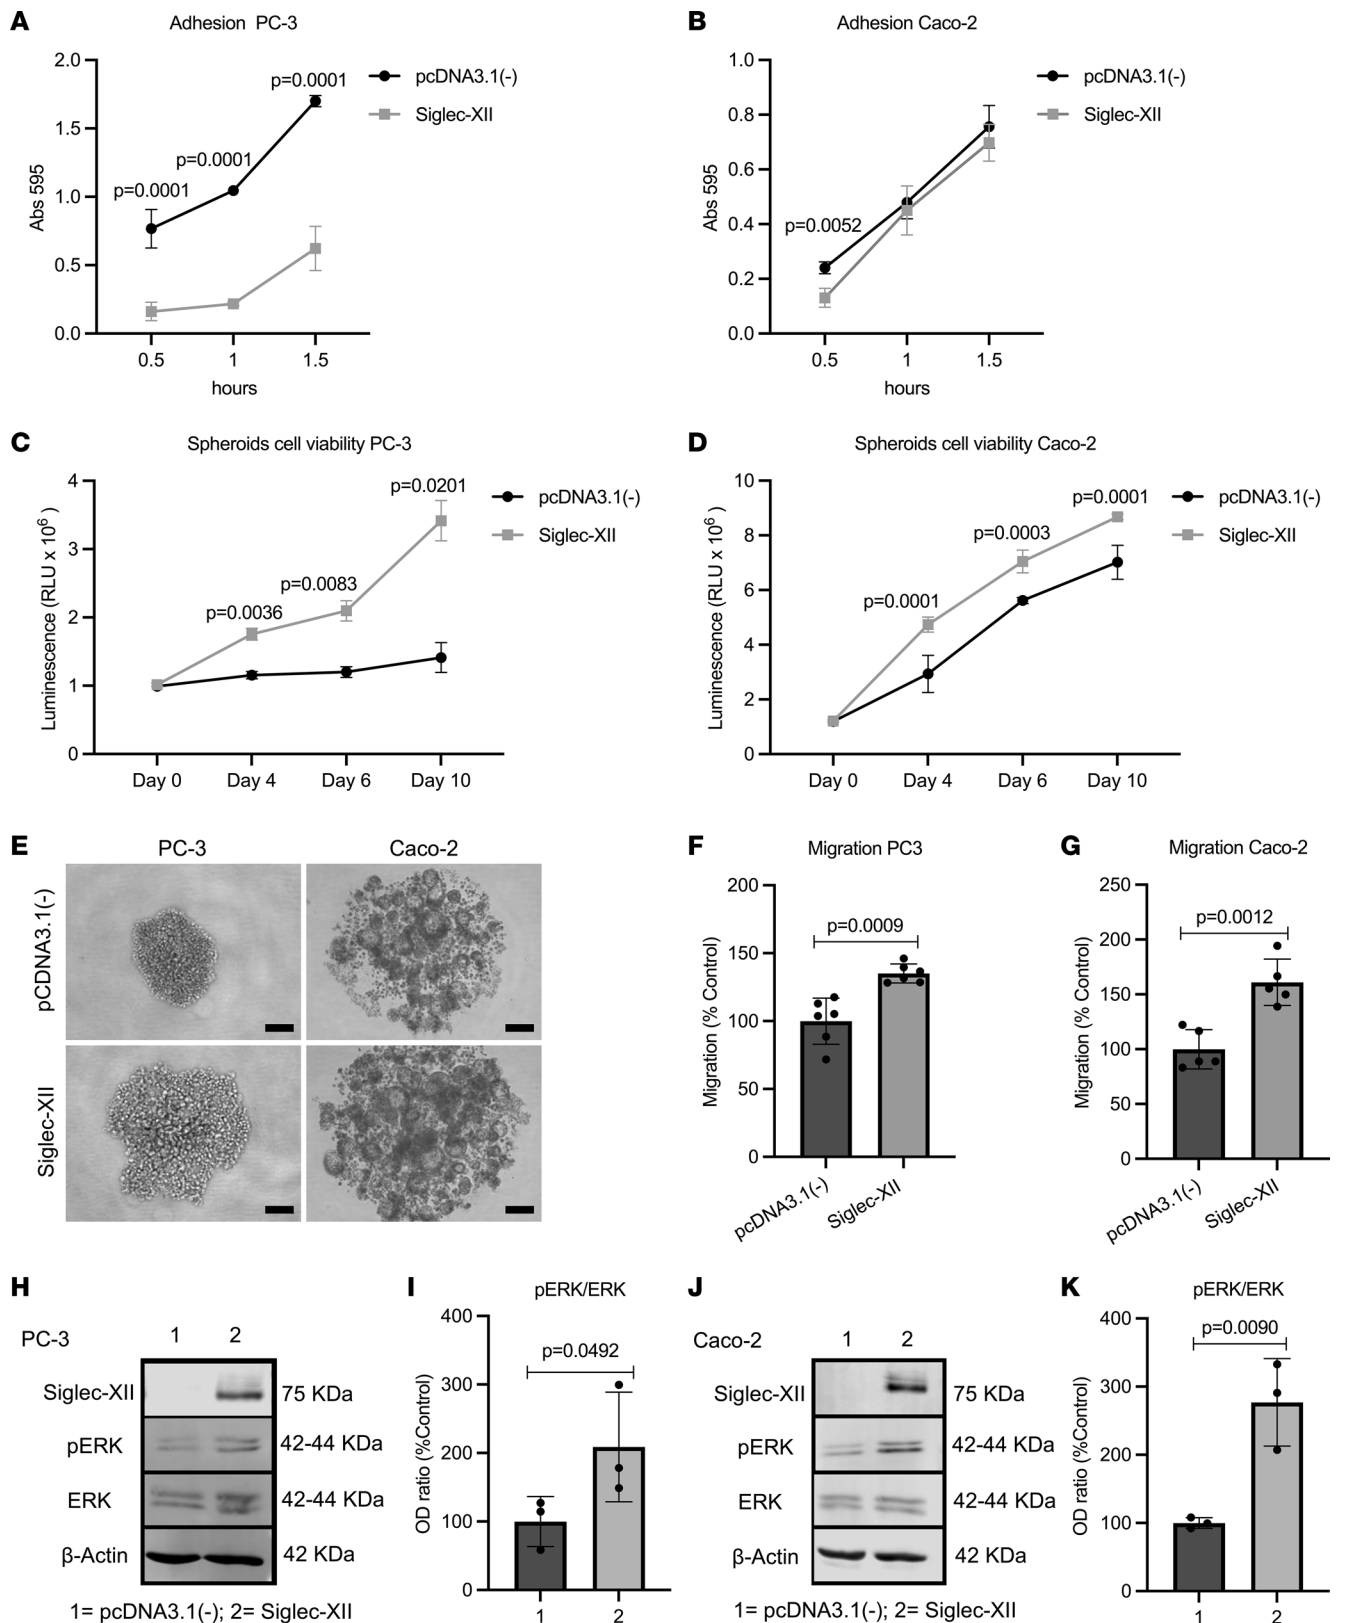 A
Adhesion PC-3
2.0
1.5
1.0
0.5
0.0
Abs 595
p=0.0001
p=0.0001
p=0.0001
0.5 1 1.5
hours
pcDNA3.1(-)
Siglec-XII
B
Adhesion Caco-2
1.0
0.8
0.6
0.4
0.2
0.0
Abs 595
p=0.0052
0.5 1 1.5
hours
pcDNA3.1(-)
Siglec-XII
C
Spheroids cell viability PC-3
4
3
2
1
0
Luminescence (RLU x 10⁶)
p=0.0036
p=0.0083
p=0.0201
Day 0 Day 4 Day 6 Day 10
pcDNA3.1(-)
Siglec-XII
D
Spheroids cell viability Caco-2
10
8
6
4
2
0
Luminescence (RLU x 10⁶ )
p=0.0001
p=0.0003
p=0.0001
Day 0 Day 4 Day 6 Day 10
pcDNA3.1(-)
Siglec-XII
E
PC-3 Caco-2
pCDNA3.1(-)
Siglec-XII
F
Migration PC3
200
150
100
50
0
Migration (% Control)
p=0.0009
pcDNA3.1(-) Siglec-XII
G
Migration Caco-2
250
200
150
100
50
0
Migration (% Control)
p=0.0012
pcDNA3.1(-) Siglec-XII
H
PC-3 1 2
Siglec-XII 75 KDa
pERK 42-44 KDa
ERK 42-44 KDa
β-Actin 42 KDa
1= pcDNA3.1(-); 2= Siglec-XII
I
pERK/ERK
400
300
200
100
0
OD ratio (%Control)
p=0.0492
1 2
J
Caco-2 1 2
Siglec-XII 75 KDa
pERK 42-44 KDa
ERK 42-44 KDa
β-Actin 42 KDa
1= pcDNA3.1(-); 2= Siglec-XII
K
pERK/ERK
400
300
200
100
0
OD ratio (%Control)
p=0.0090
1 2